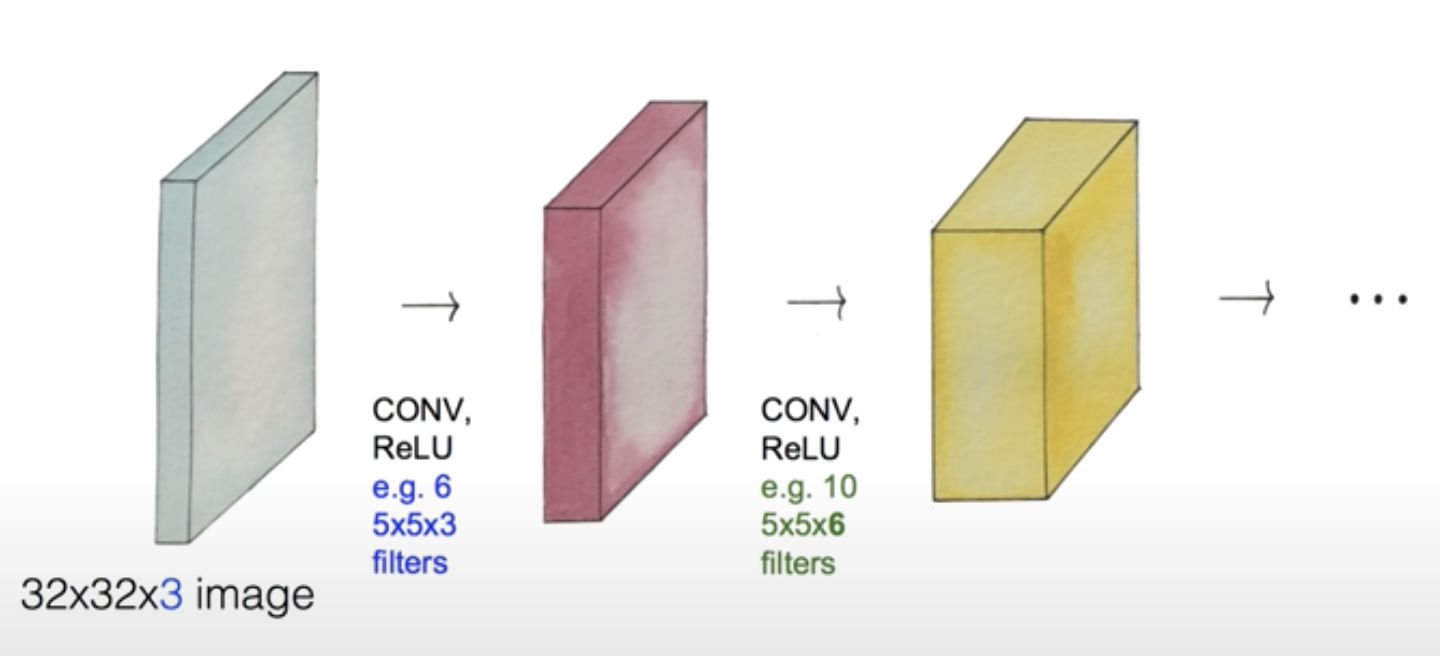 CONV,
ReLU
e.g. 6
5x5x3
filters
CONV,
ReLU
e.g. 10
5x5x6
filters
32x32x3 image